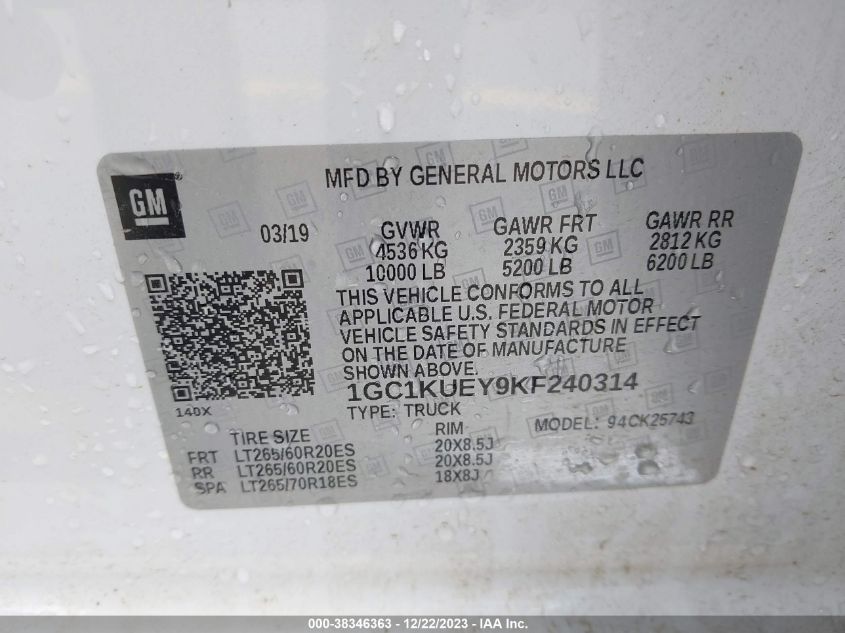 MFD BY GENERAL MOTORS LLC
GM
03/19 GVWR GAWR FRT GAWR RR
4536 KG 2359 KG 2812 KG
10000 LB 5200 LB 6200 LB
THIS VEHICLE CONFORMS TO ALL
APPLICABLE U.S. FEDERAL MOTOR
VEHICLE SAFETY STANDARDS IN EFFECT
ON THE DATE OF MANUFACTURE
SHOWN ABOVE.
1GC1KUEY9KF240314
140X
TYPE: TRUCK MODEL: 94CK25743
TIRE SIZE RIM
FRT LT265/60R20ES 20X8.5J
RR LT265/60R20ES 20X8.5J
SPA LT265/70R18ES 18X8J
000-38346363 - 12/22/2023 - IAA Inc.